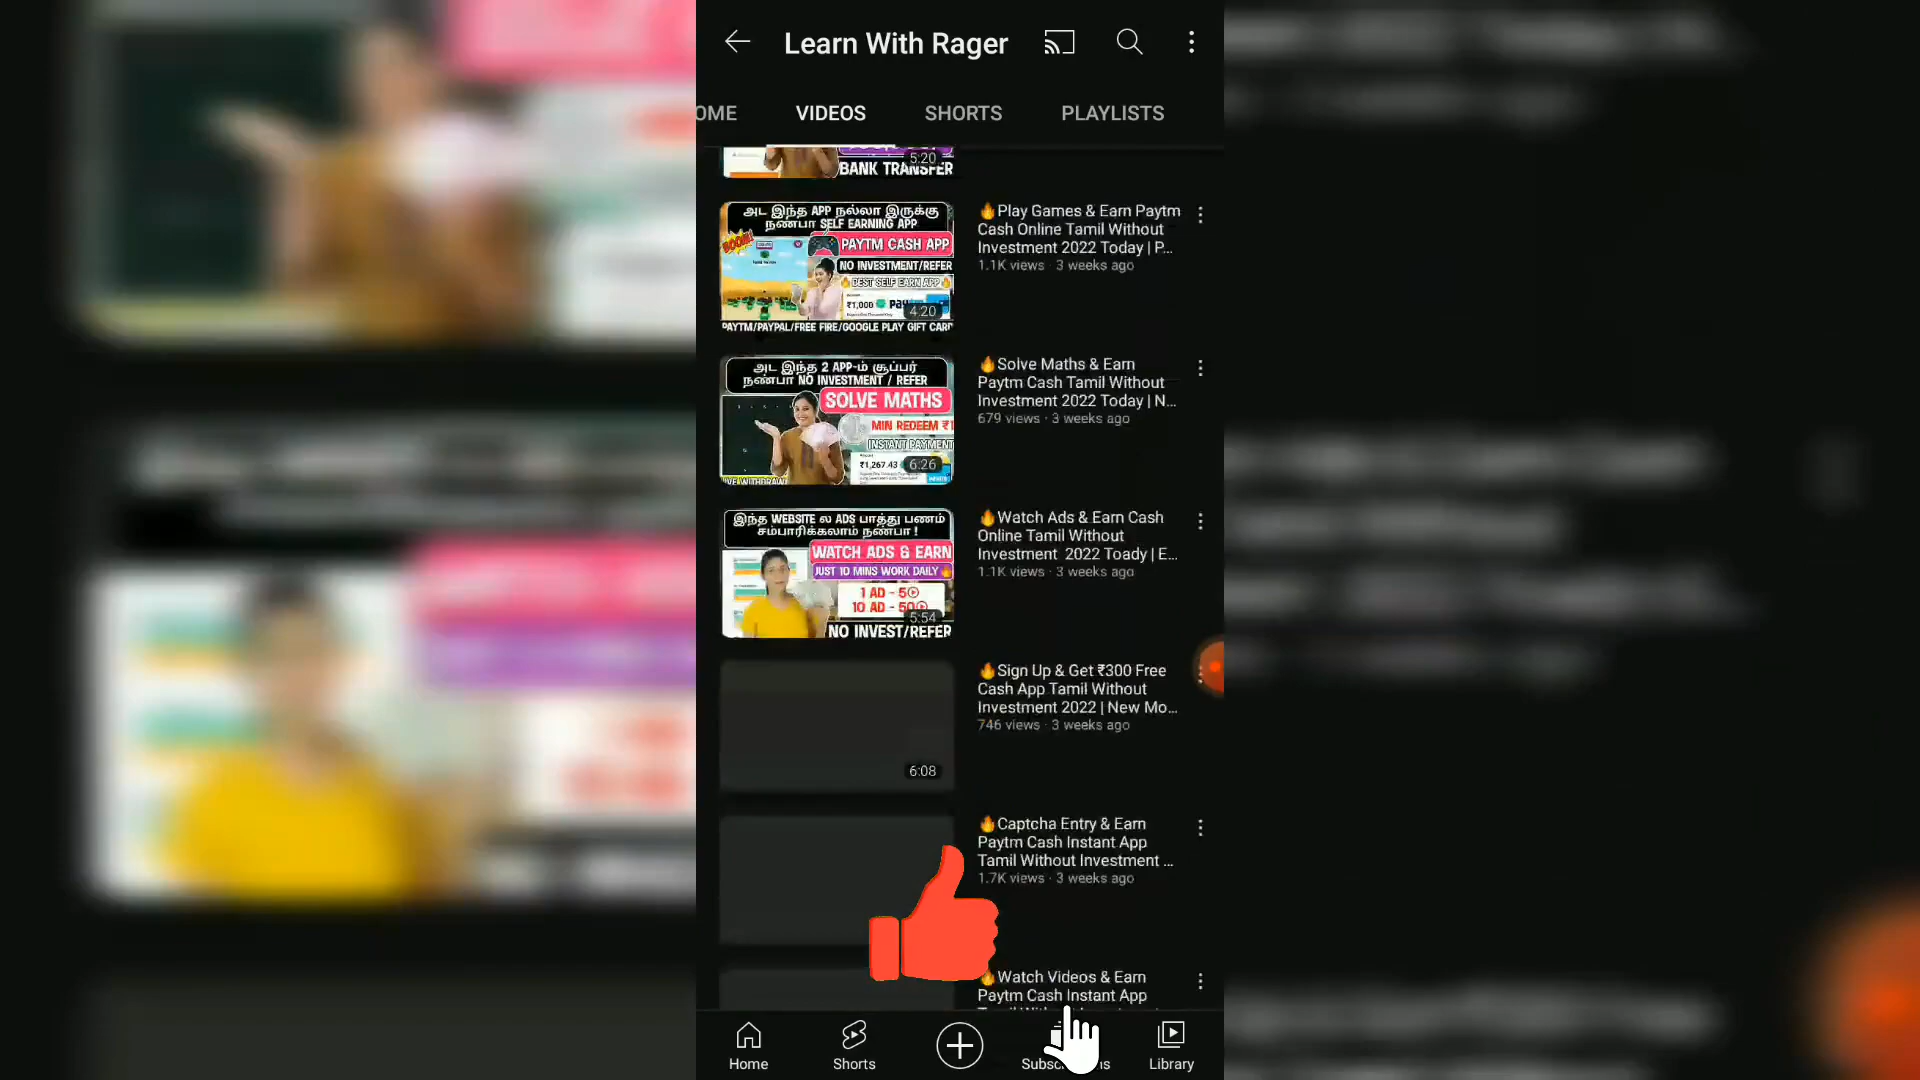 Learn With Rager
OME VIDEOS SHORTS PLAYLISTS
5:20
BANK TRANSFER
அட இந்த APP நல்லா இருக்கு
நண்பா SELF EARNING APP
BOOM!
PAYTM CASH APP
NO INVESTMENT/REFER
🔥BEST SELF EARN APP🔥
₹1,000
4:20
PAYTM/PAYPAL/FREE FIRE/GOOGLE PLAY GIFT CARD
🔥Play Games & Earn Paytm
Cash Online Tamil Without
Investment 2022 Today | P...
1.1K views · 3 weeks ago
அட இந்த 2 APP-ம் சூப்பர்
நண்பா NO INVESTMENT / REFER
SOLVE MATHS
MIN REDEEM ₹1
INSTANT PAYMENT
₹1,267.43
6:26
🔥Solve Maths & Earn
Paytm Cash Tamil Without
Investment 2022 Today | N...
679 views · 3 weeks ago
இந்த WEBSITE ல ADS பாத்து பணம்
சம்பாரிக்கலாம் நண்பா !
WATCH ADS & EARN
JUST 10 MINS WORK DAILY🔥
1 AD - 5
10 AD - 50
5:54
NO INVEST/REFER
🔥Watch Ads & Earn Cash
Online Tamil Without
Investment 2022 Toady | E...
1.1K views · 3 weeks ago
6:08
🔥Sign Up & Get ₹300 Free
Cash App Tamil Without
Investment 2022 | New Mo...
746 views · 3 weeks ago
🔥Captcha Entry & Earn
Paytm Cash Instant App
Tamil Without Investment ...
1.7K views · 3 weeks ago
🔥Watch Videos & Earn
Paytm Cash Instant App
Home Shorts Library